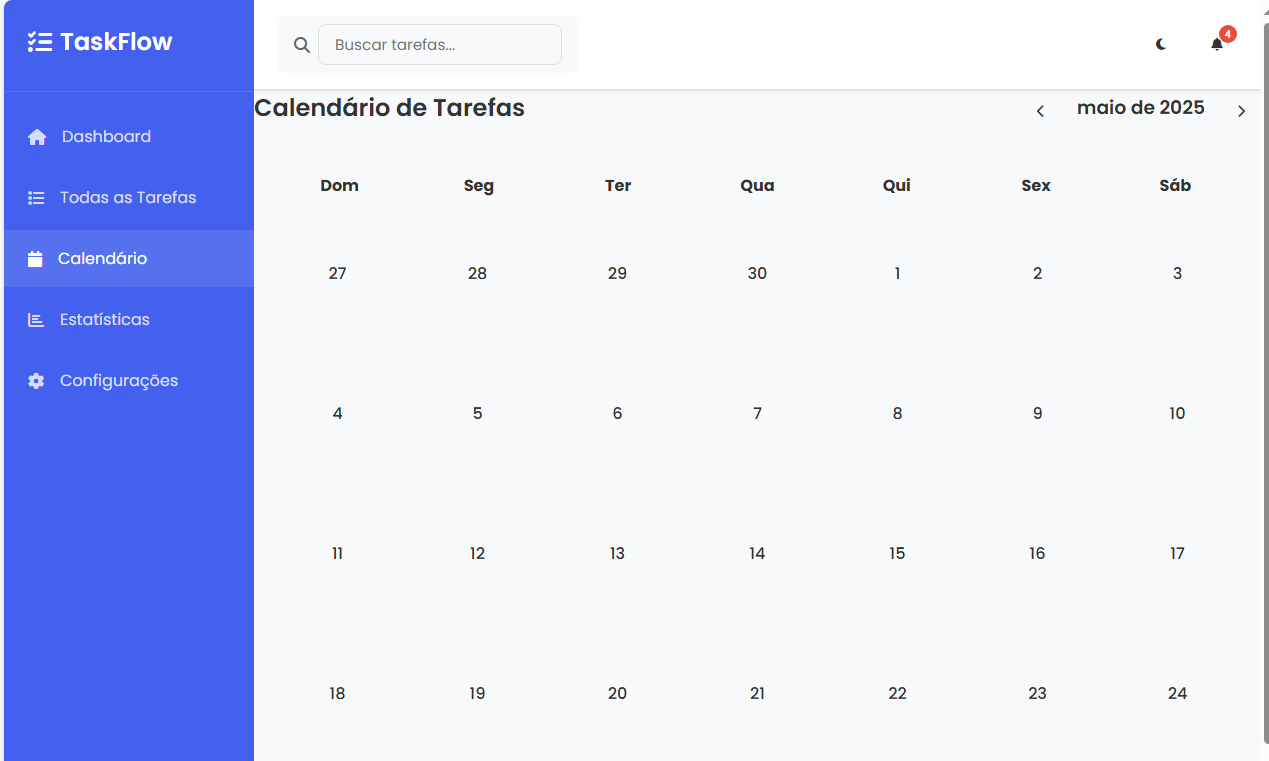 TaskFlow
Buscar tarefas...
4
Dashboard
Todas as Tarefas
Calendário
Estatísticas
Configurações
Calendário de Tarefas
maio de 2025
Dom Seg Ter Qua Qui Sex Sáb
27 28 29 30 1 2 3
4 5 6 7 8 9 10
11 12 13 14 15 16 17
18 19 20 21 22 23 24